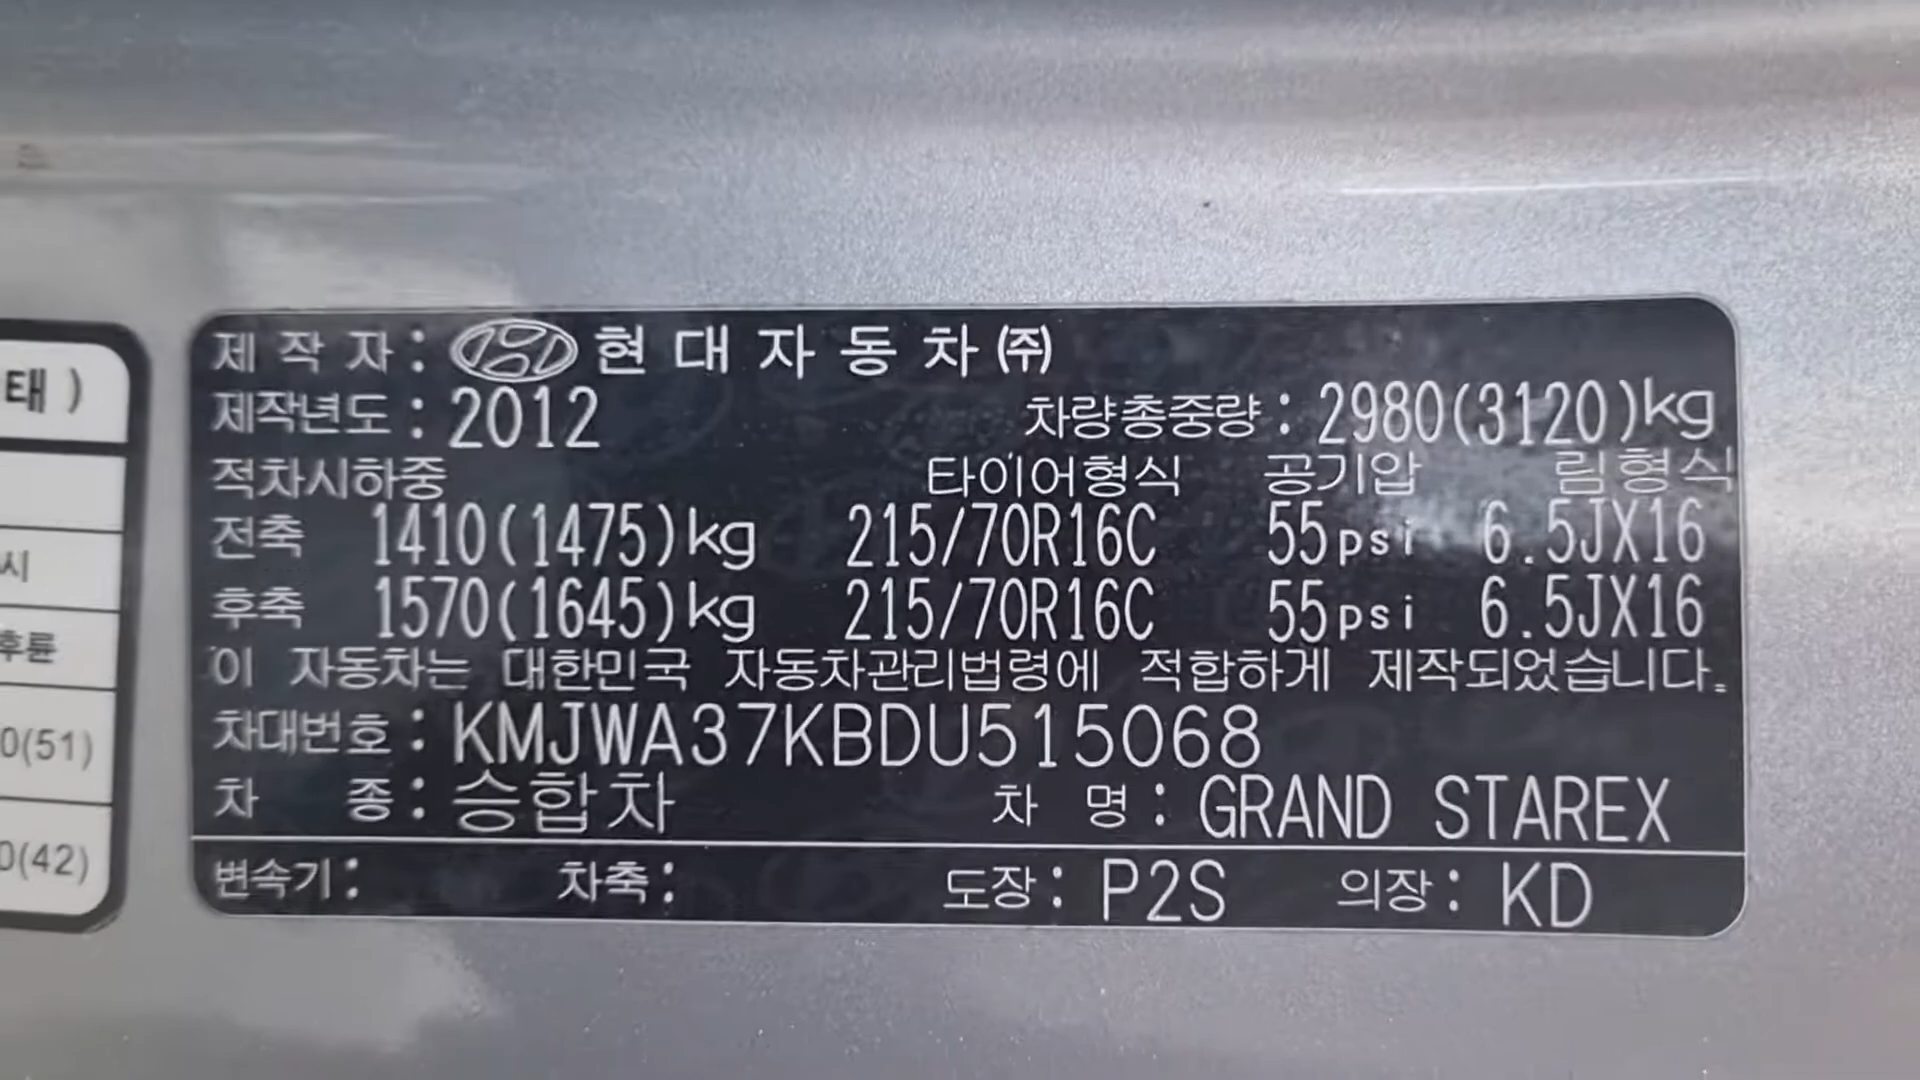 태)
시
후륜
0(51)
0(42)
제 작 자 : 현 대 자 동 차 ㈜
제작년도 : 2012 차량총중량 : 2980(3120)kg
적차시하중 타이어형식 공기압 림형식
전축 1410(1475)kg 215/70R16C 55psi 6.5JX16
후축 1570(1645)kg 215/70R16C 55psi 6.5JX16
이 자동차는 대한민국 자동차관리법령에 적합하게 제작되었습니다.
차대번호 : KMJWA37KBDU515068
차 종 : 승합차 차 명 : GRAND STAREX
변속기 : 차축 : 도장 : P2S 의장 : KD